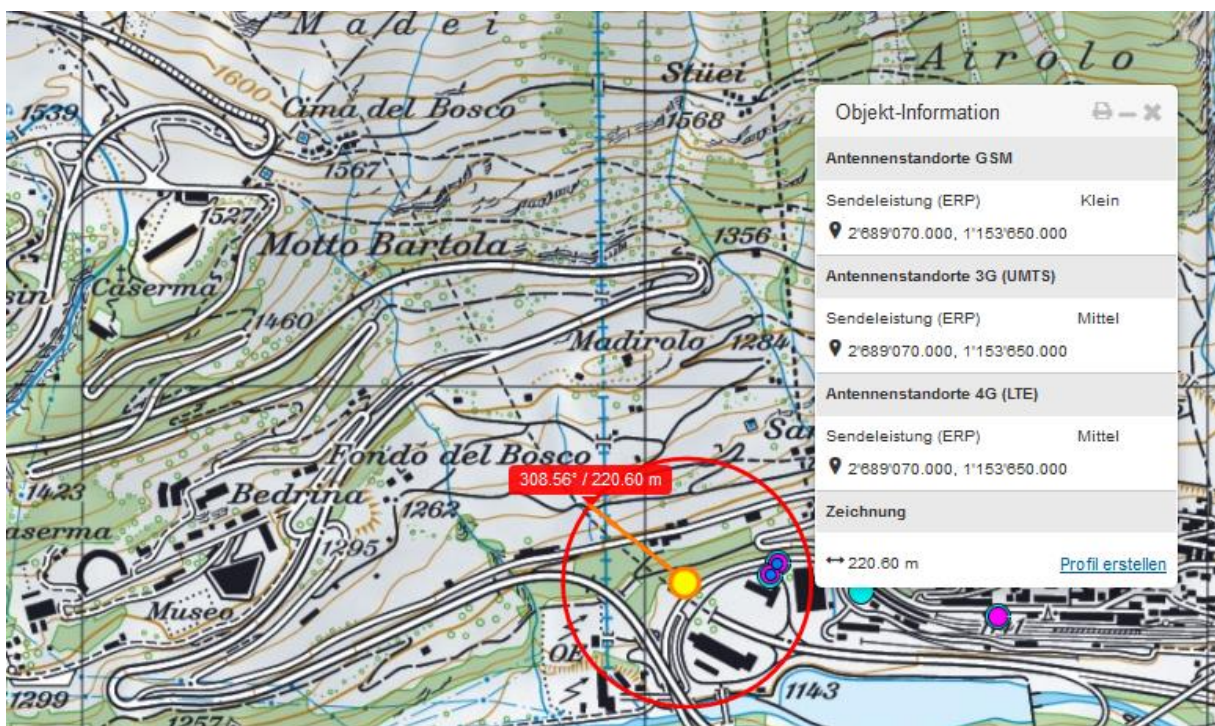 Madei
Airolo
Stüei
1600
Cima del Bosco
1539
1568
1567
1527
Motto Bartola
1356
Caserma
1460
Madirolo
1284
Fondo del Bosco
308.56° / 220.60 m
1423
Bedrina
1262
1295
Museo
OE
1143
1299
1257
Objekt-Information
Antennenstandorte GSM
Sendeleistung (ERP) Klein
2'689'070.000, 1'153'650.000
Antennenstandorte 3G (UMTS)
Sendeleistung (ERP) Mittel
2'689'070.000, 1'153'650.000
Antennenstandorte 4G (LTE)
Sendeleistung (ERP) Mittel
2'689'070.000, 1'153'650.000
Zeichnung
220.60 m Profil erstellen